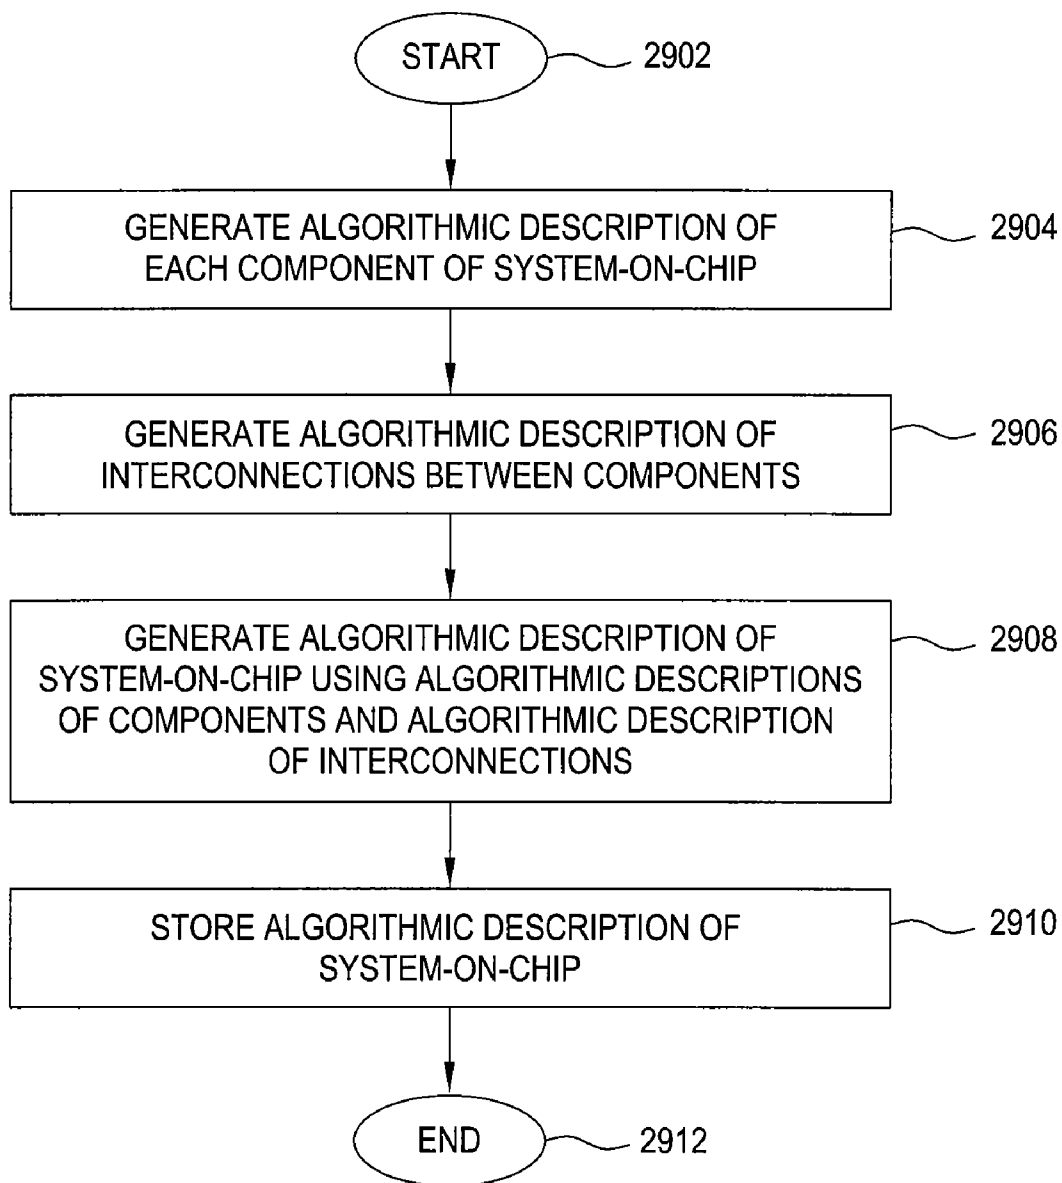 START
2902
GENERATE ALGORITHMIC DESCRIPTION OF
EACH COMPONENT OF SYSTEM-ON-CHIP
2904
GENERATE ALGORITHMIC DESCRIPTION OF
INTERCONNECTIONS BETWEEN COMPONENTS
2906
GENERATE ALGORITHMIC DESCRIPTION OF
SYSTEM-ON-CHIP USING ALGORITHMIC DESCRIPTIONS
OF COMPONENTS AND ALGORITHMIC DESCRIPTION
OF INTERCONNECTIONS
2908
STORE ALGORITHMIC DESCRIPTION OF
SYSTEM-ON-CHIP
2910
END
2912